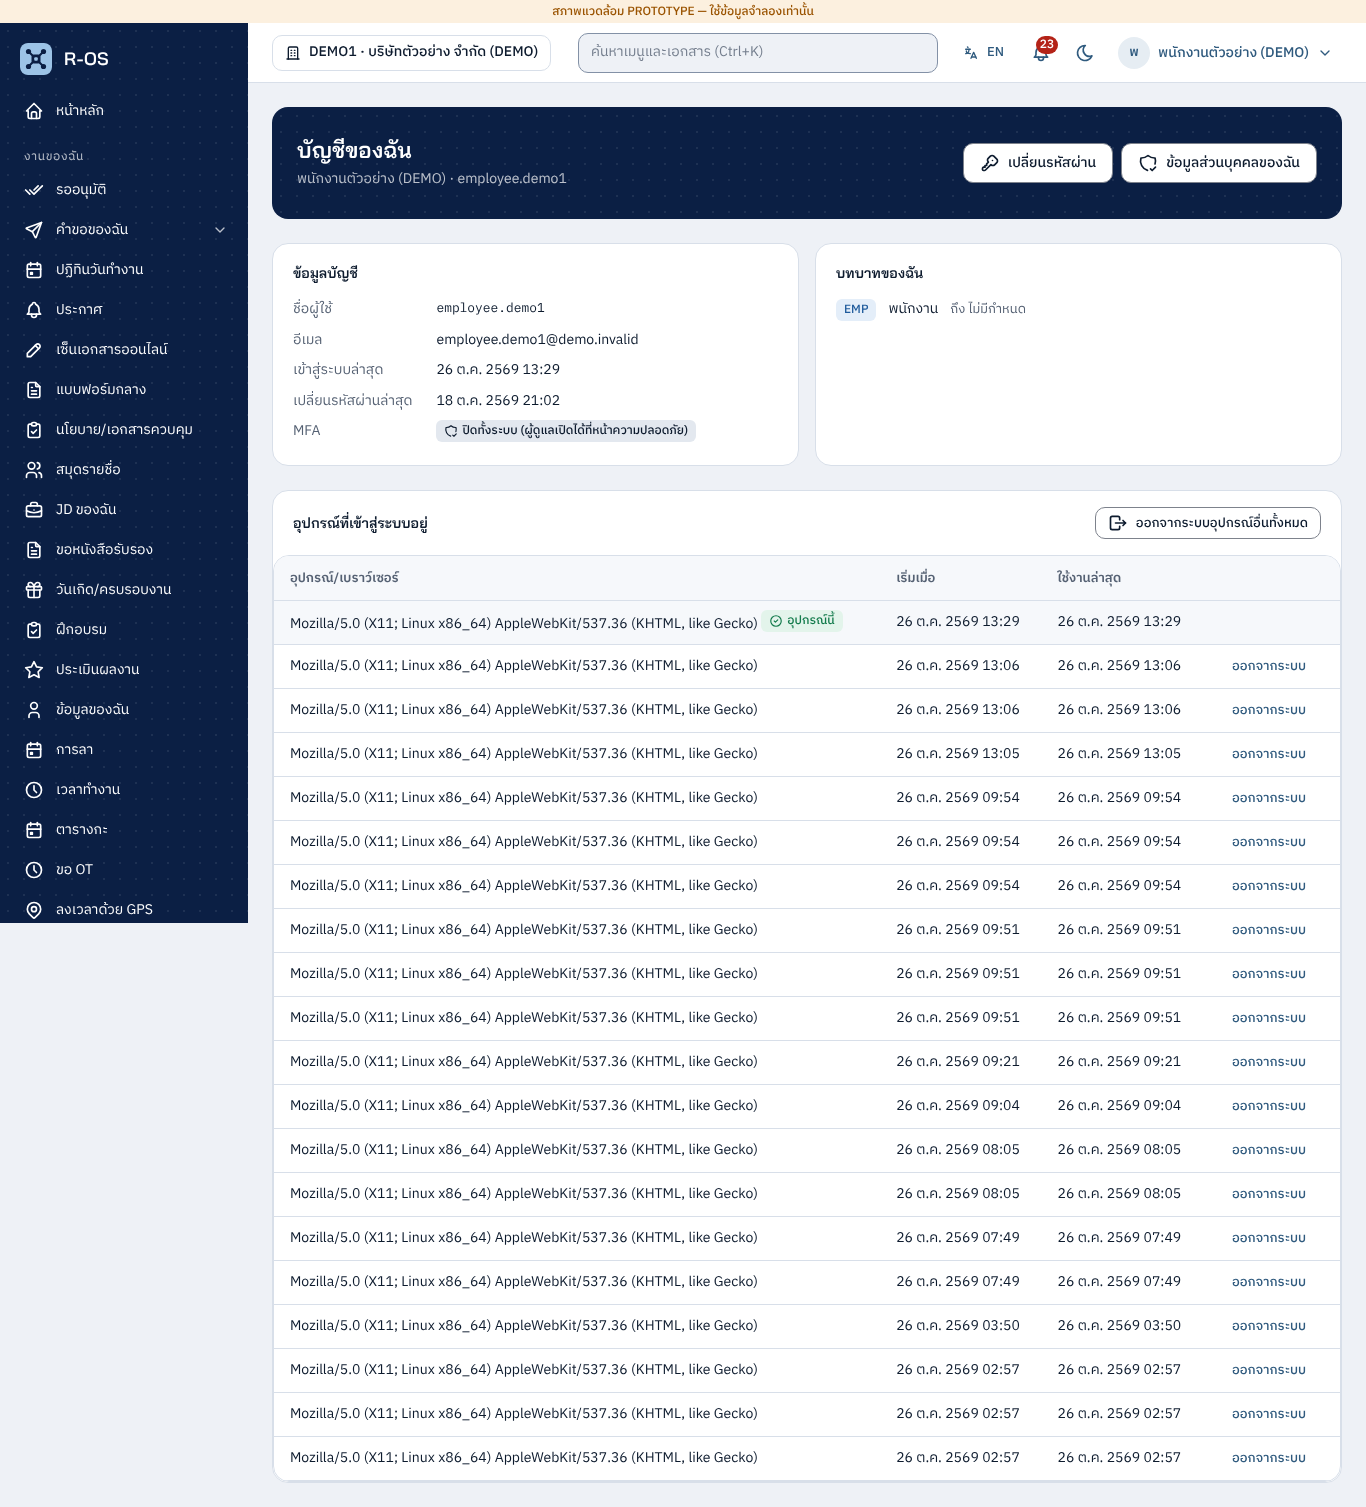 สภาพแวดล้อม PROTOTYPE — ใช้ข้อมูลจำลองเท่านั้น
R-OS
DEMO1 · บริษัทตัวอย่าง จำกัด (DEMO)
ค้นหาเมนูและเอกสาร (Ctrl+K)
EN
23
พ
พนักงานตัวอย่าง (DEMO)
หน้าหลัก
งานของฉัน
รออนุมัติ
คำขอของฉัน
ปฏิทินวันทำงาน
ประกาศ
เซ็นเอกสารออนไลน์
แบบฟอร์มกลาง
นโยบาย/เอกสารควบคุม
สมุดรายชื่อ
JD ของฉัน
ขอหนังสือรับรอง
วันเกิด/ครบรอบงาน
ฝึกอบรม
ประเมินผลงาน
ข้อมูลของฉัน
การลา
เวลาทำงาน
ตารางกะ
ขอ OT
ลงเวลาด้วย GPS
บัญชีของฉัน
พนักงานตัวอย่าง (DEMO) · employee.demo1
เปลี่ยนรหัสผ่าน
ข้อมูลส่วนบุคคลของฉัน
ข้อมูลบัญชี
ชื่อผู้ใช้ employee.demo1
อีเมล employee.demo1@demo.invalid
เข้าสู่ระบบล่าสุด 26 ต.ค. 2569 13:29
เปลี่ยนรหัสผ่านล่าสุด 18 ต.ค. 2569 21:02
MFA ปิดทั้งระบบ (ผู้ดูแลเปิดได้ที่หน้าความปลอดภัย)
บทบาทของฉัน
EMP พนักงาน ถึง ไม่มีกำหนด
อุปกรณ์ที่เข้าสู่ระบบอยู่
ออกจากระบบอุปกรณ์อื่นทั้งหมด
อุปกรณ์/เบราว์เซอร์ เริ่มเมื่อ ใช้งานล่าสุด
Mozilla/5.0 (X11; Linux x86_64) AppleWebKit/537.36 (KHTML, like Gecko) อุปกรณ์นี้ 26 ต.ค. 2569 13:29 26 ต.ค. 2569 13:29
Mozilla/5.0 (X11; Linux x86_64) AppleWebKit/537.36 (KHTML, like Gecko) 26 ต.ค. 2569 13:06 26 ต.ค. 2569 13:06 ออกจากระบบ
Mozilla/5.0 (X11; Linux x86_64) AppleWebKit/537.36 (KHTML, like Gecko) 26 ต.ค. 2569 13:06 26 ต.ค. 2569 13:06 ออกจากระบบ
Mozilla/5.0 (X11; Linux x86_64) AppleWebKit/537.36 (KHTML, like Gecko) 26 ต.ค. 2569 13:05 26 ต.ค. 2569 13:05 ออกจากระบบ
Mozilla/5.0 (X11; Linux x86_64) AppleWebKit/537.36 (KHTML, like Gecko) 26 ต.ค. 2569 09:54 26 ต.ค. 2569 09:54 ออกจากระบบ
Mozilla/5.0 (X11; Linux x86_64) AppleWebKit/537.36 (KHTML, like Gecko) 26 ต.ค. 2569 09:54 26 ต.ค. 2569 09:54 ออกจากระบบ
Mozilla/5.0 (X11; Linux x86_64) AppleWebKit/537.36 (KHTML, like Gecko) 26 ต.ค. 2569 09:54 26 ต.ค. 2569 09:54 ออกจากระบบ
Mozilla/5.0 (X11; Linux x86_64) AppleWebKit/537.36 (KHTML, like Gecko) 26 ต.ค. 2569 09:51 26 ต.ค. 2569 09:51 ออกจากระบบ
Mozilla/5.0 (X11; Linux x86_64) AppleWebKit/537.36 (KHTML, like Gecko) 26 ต.ค. 2569 09:51 26 ต.ค. 2569 09:51 ออกจากระบบ
Mozilla/5.0 (X11; Linux x86_64) AppleWebKit/537.36 (KHTML, like Gecko) 26 ต.ค. 2569 09:51 26 ต.ค. 2569 09:51 ออกจากระบบ
Mozilla/5.0 (X11; Linux x86_64) AppleWebKit/537.36 (KHTML, like Gecko) 26 ต.ค. 2569 09:21 26 ต.ค. 2569 09:21 ออกจากระบบ
Mozilla/5.0 (X11; Linux x86_64) AppleWebKit/537.36 (KHTML, like Gecko) 26 ต.ค. 2569 09:04 26 ต.ค. 2569 09:04 ออกจากระบบ
Mozilla/5.0 (X11; Linux x86_64) AppleWebKit/537.36 (KHTML, like Gecko) 26 ต.ค. 2569 08:05 26 ต.ค. 2569 08:05 ออกจากระบบ
Mozilla/5.0 (X11; Linux x86_64) AppleWebKit/537.36 (KHTML, like Gecko) 26 ต.ค. 2569 08:05 26 ต.ค. 2569 08:05 ออกจากระบบ
Mozilla/5.0 (X11; Linux x86_64) AppleWebKit/537.36 (KHTML, like Gecko) 26 ต.ค. 2569 07:49 26 ต.ค. 2569 07:49 ออกจากระบบ
Mozilla/5.0 (X11; Linux x86_64) AppleWebKit/537.36 (KHTML, like Gecko) 26 ต.ค. 2569 07:49 26 ต.ค. 2569 07:49 ออกจากระบบ
Mozilla/5.0 (X11; Linux x86_64) AppleWebKit/537.36 (KHTML, like Gecko) 26 ต.ค. 2569 03:50 26 ต.ค. 2569 03:50 ออกจากระบบ
Mozilla/5.0 (X11; Linux x86_64) AppleWebKit/537.36 (KHTML, like Gecko) 26 ต.ค. 2569 02:57 26 ต.ค. 2569 02:57 ออกจากระบบ
Mozilla/5.0 (X11; Linux x86_64) AppleWebKit/537.36 (KHTML, like Gecko) 26 ต.ค. 2569 02:57 26 ต.ค. 2569 02:57 ออกจากระบบ
Mozilla/5.0 (X11; Linux x86_64) AppleWebKit/537.36 (KHTML, like Gecko) 26 ต.ค. 2569 02:57 26 ต.ค. 2569 02:57 ออกจากระบบ